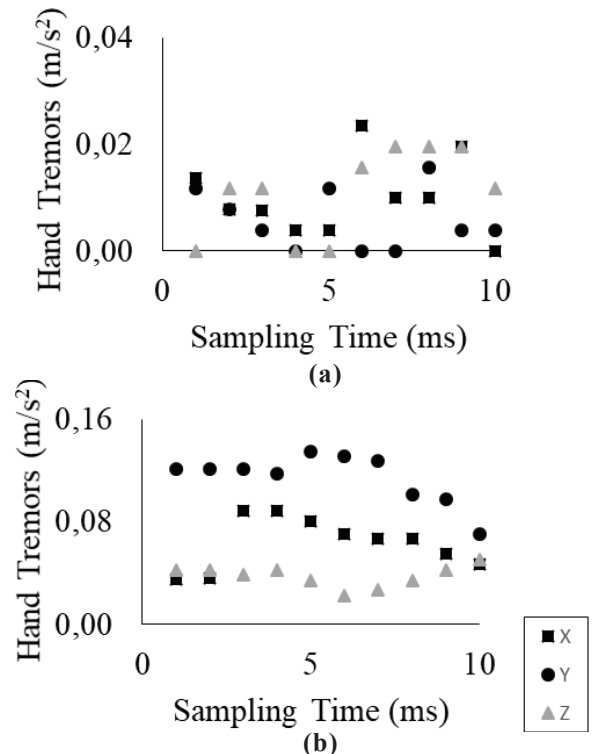 Hand Tremors (m/s²)
0,04
0,02
0,00
0 5 10
Sampling Time (ms)
(a)
Hand Tremors (m/s²)
0,16
0,08
0,00
0 5 10
Sampling Time (ms)
(b)
X
Y
Z